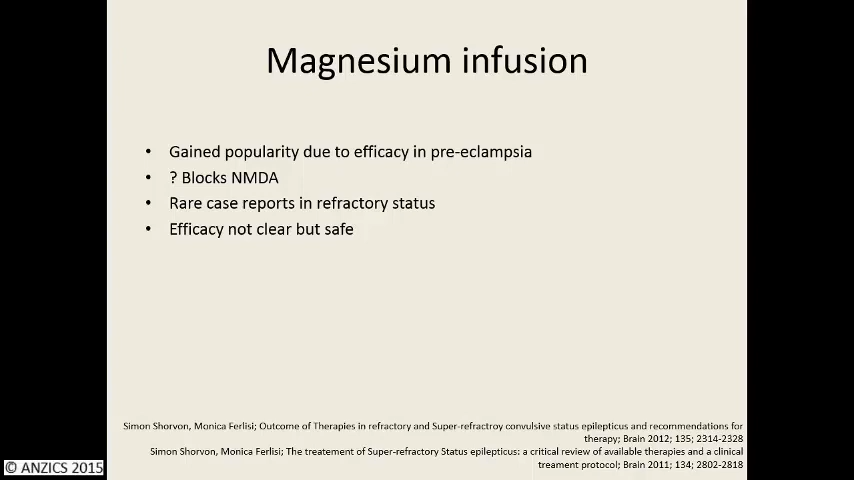 Magnesium infusion
• Gained popularity due to efficacy in pre-eclampsia
• ? Blocks NMDA
• Rare case reports in refractory status
• Efficacy not clear but safe
Simon Shorvon, Monica Ferlisi; Outcome of Therapies in refractory and Super-refractroy convulsive status epilepticus and recommendations for
therapy; Brain 2012; 135; 2314-2328
Simon Shorvon, Monica Ferlisi; The treatement of Super-refractory Status epilepticus: a critical review of available therapies and a clinical
treament protocol; Brain 2011; 134; 2802-2818
© ANZICS 2015